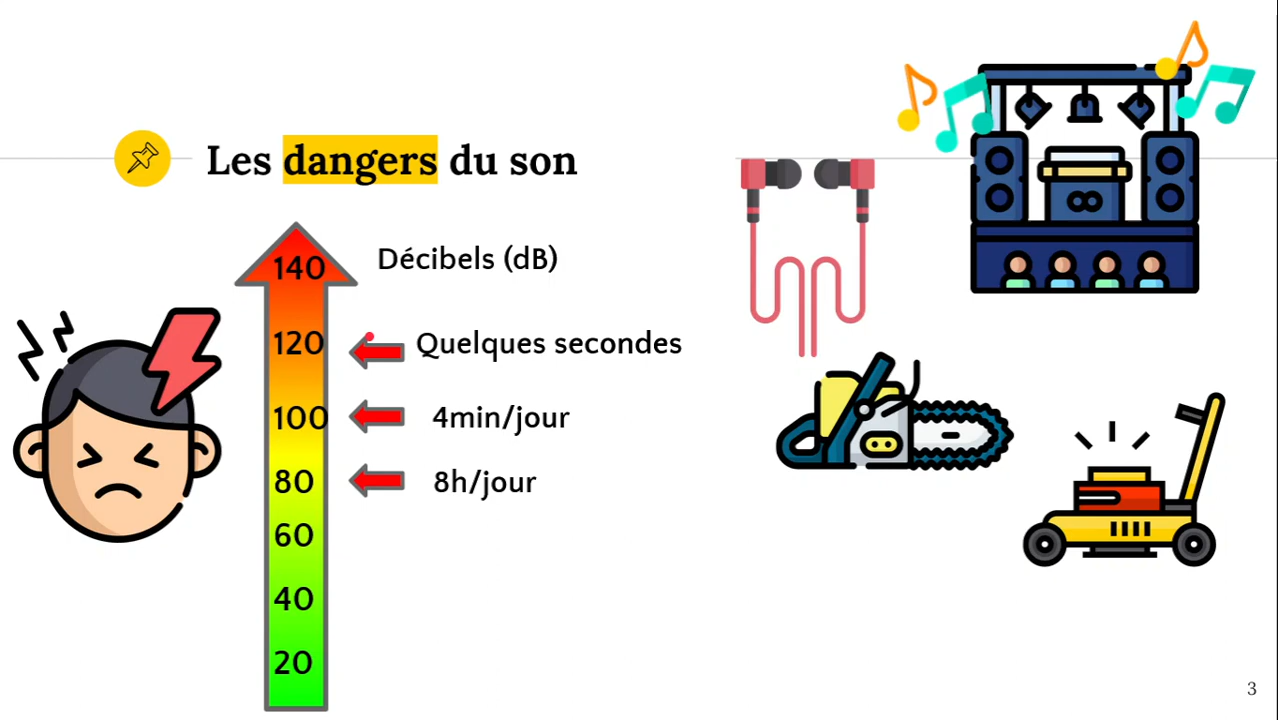 Les dangers du son
140
Décibels (dB)
120
Quelques secondes
100
4min/jour
80
8h/jour
60
40
20
3